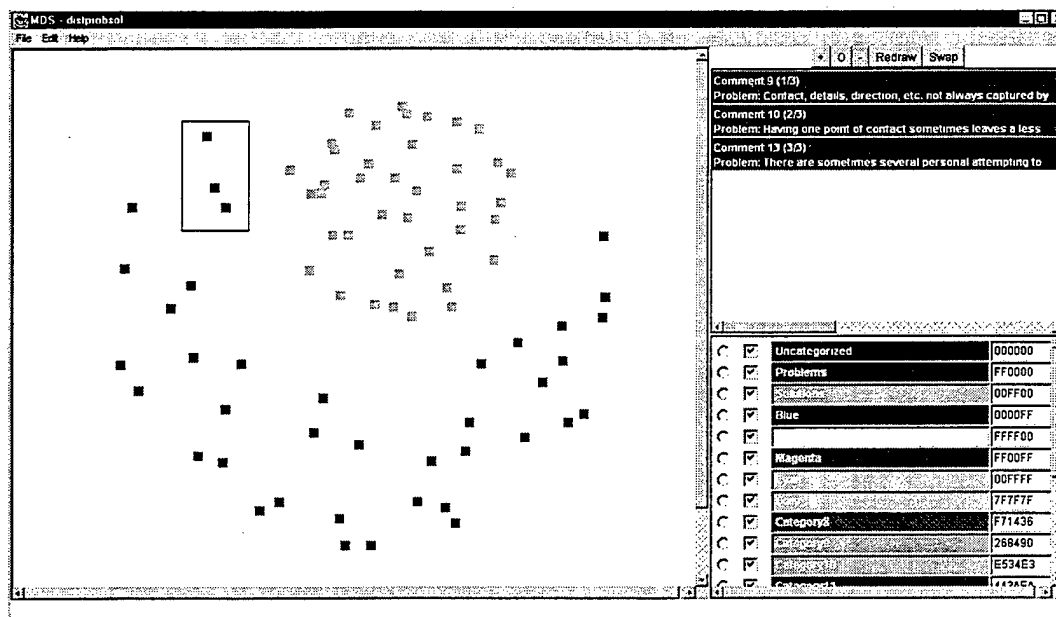 MDS - distprobsol
File Edit Help
+ 0 - Redraw Swap
Comment 9 (1/3)
Problem: Contact, details, direction, etc. not always captured by
Comment 10 (2/3)
Problem: Having one point of contact sometimes leaves a less
Comment 13 (3/3)
Problem: There are sometimes several personal attempting to
Uncategorized 000000
Problems FF0000
Solutions 00FF00
Blue 0000FF
FFFF00
Magenta FF00FF
00FFFF
7F7F7F
Category8 F71436
268490
Category10 E534E3